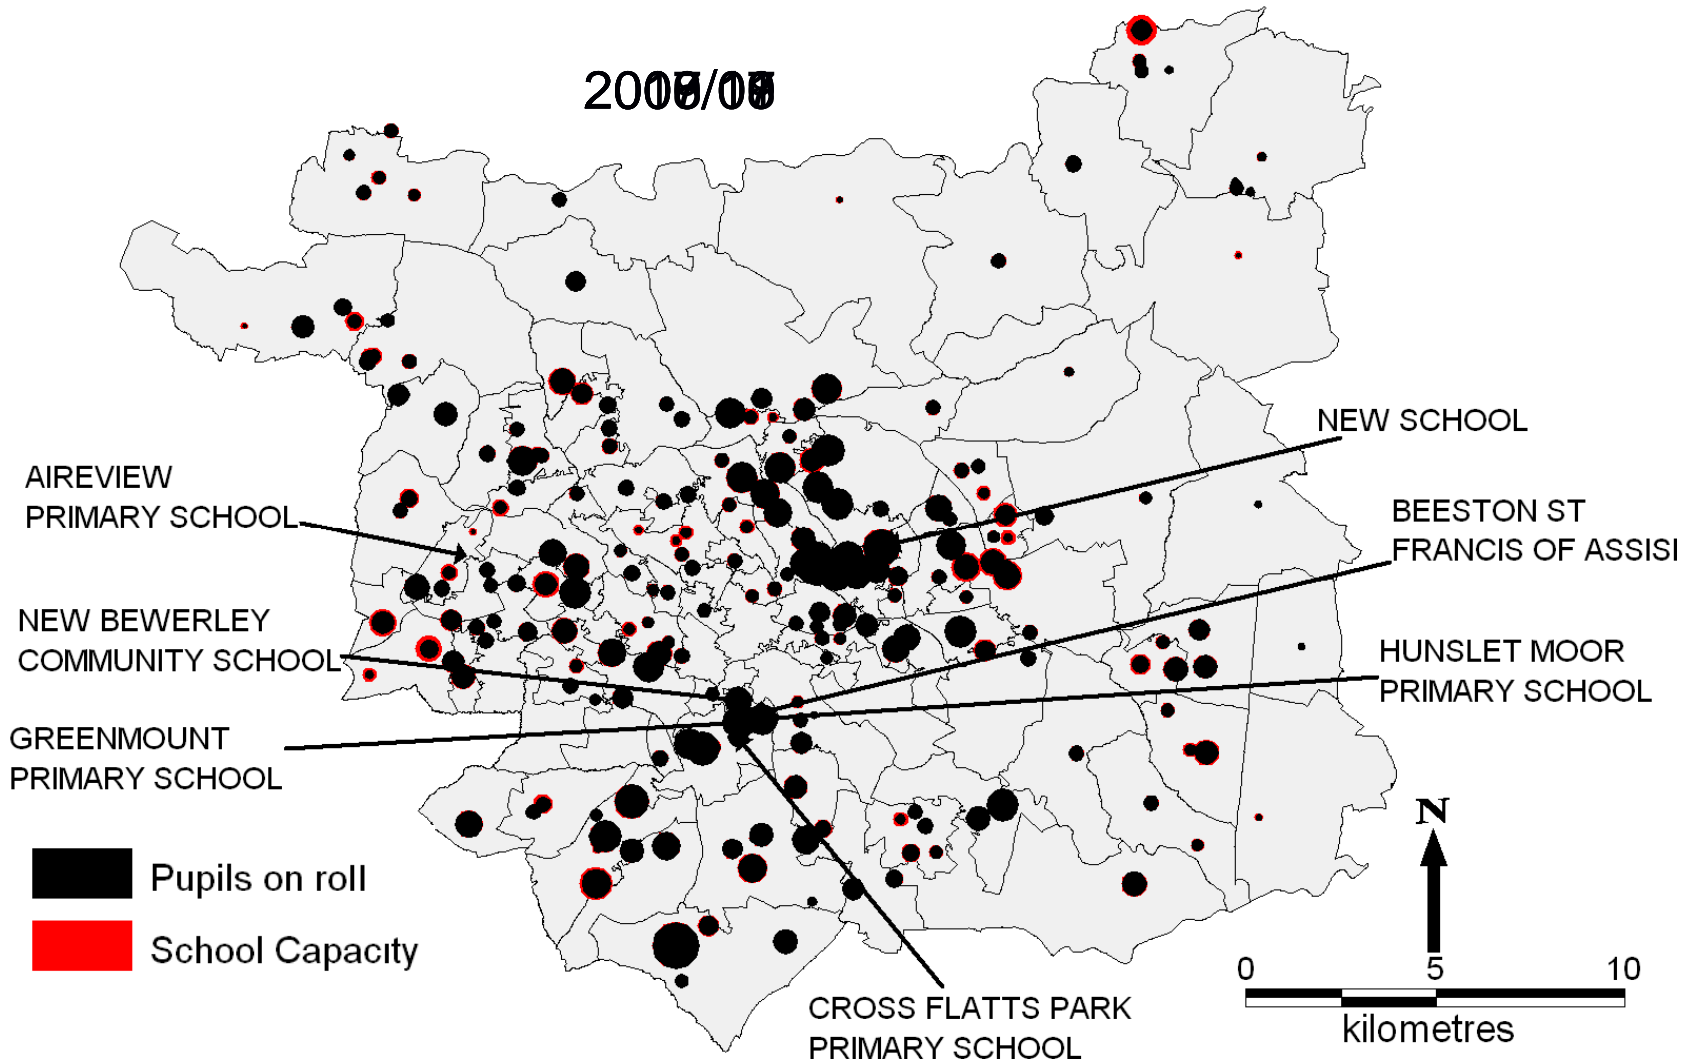 NEW SCHOOL
AIREVIEW
PRIMARY SCHOOL
BEESTON ST
FRANCIS OF ASSISI
NEW BEWERLEY
COMMUNITY SCHOOL
HUNSLET MOOR
PRIMARY SCHOOL
GREENMOUNT
PRIMARY SCHOOL
N
Pupils on roll
School Capacity
0 5 10
kilometres
CROSS FLATTS PARK
PRIMARY SCHOOL